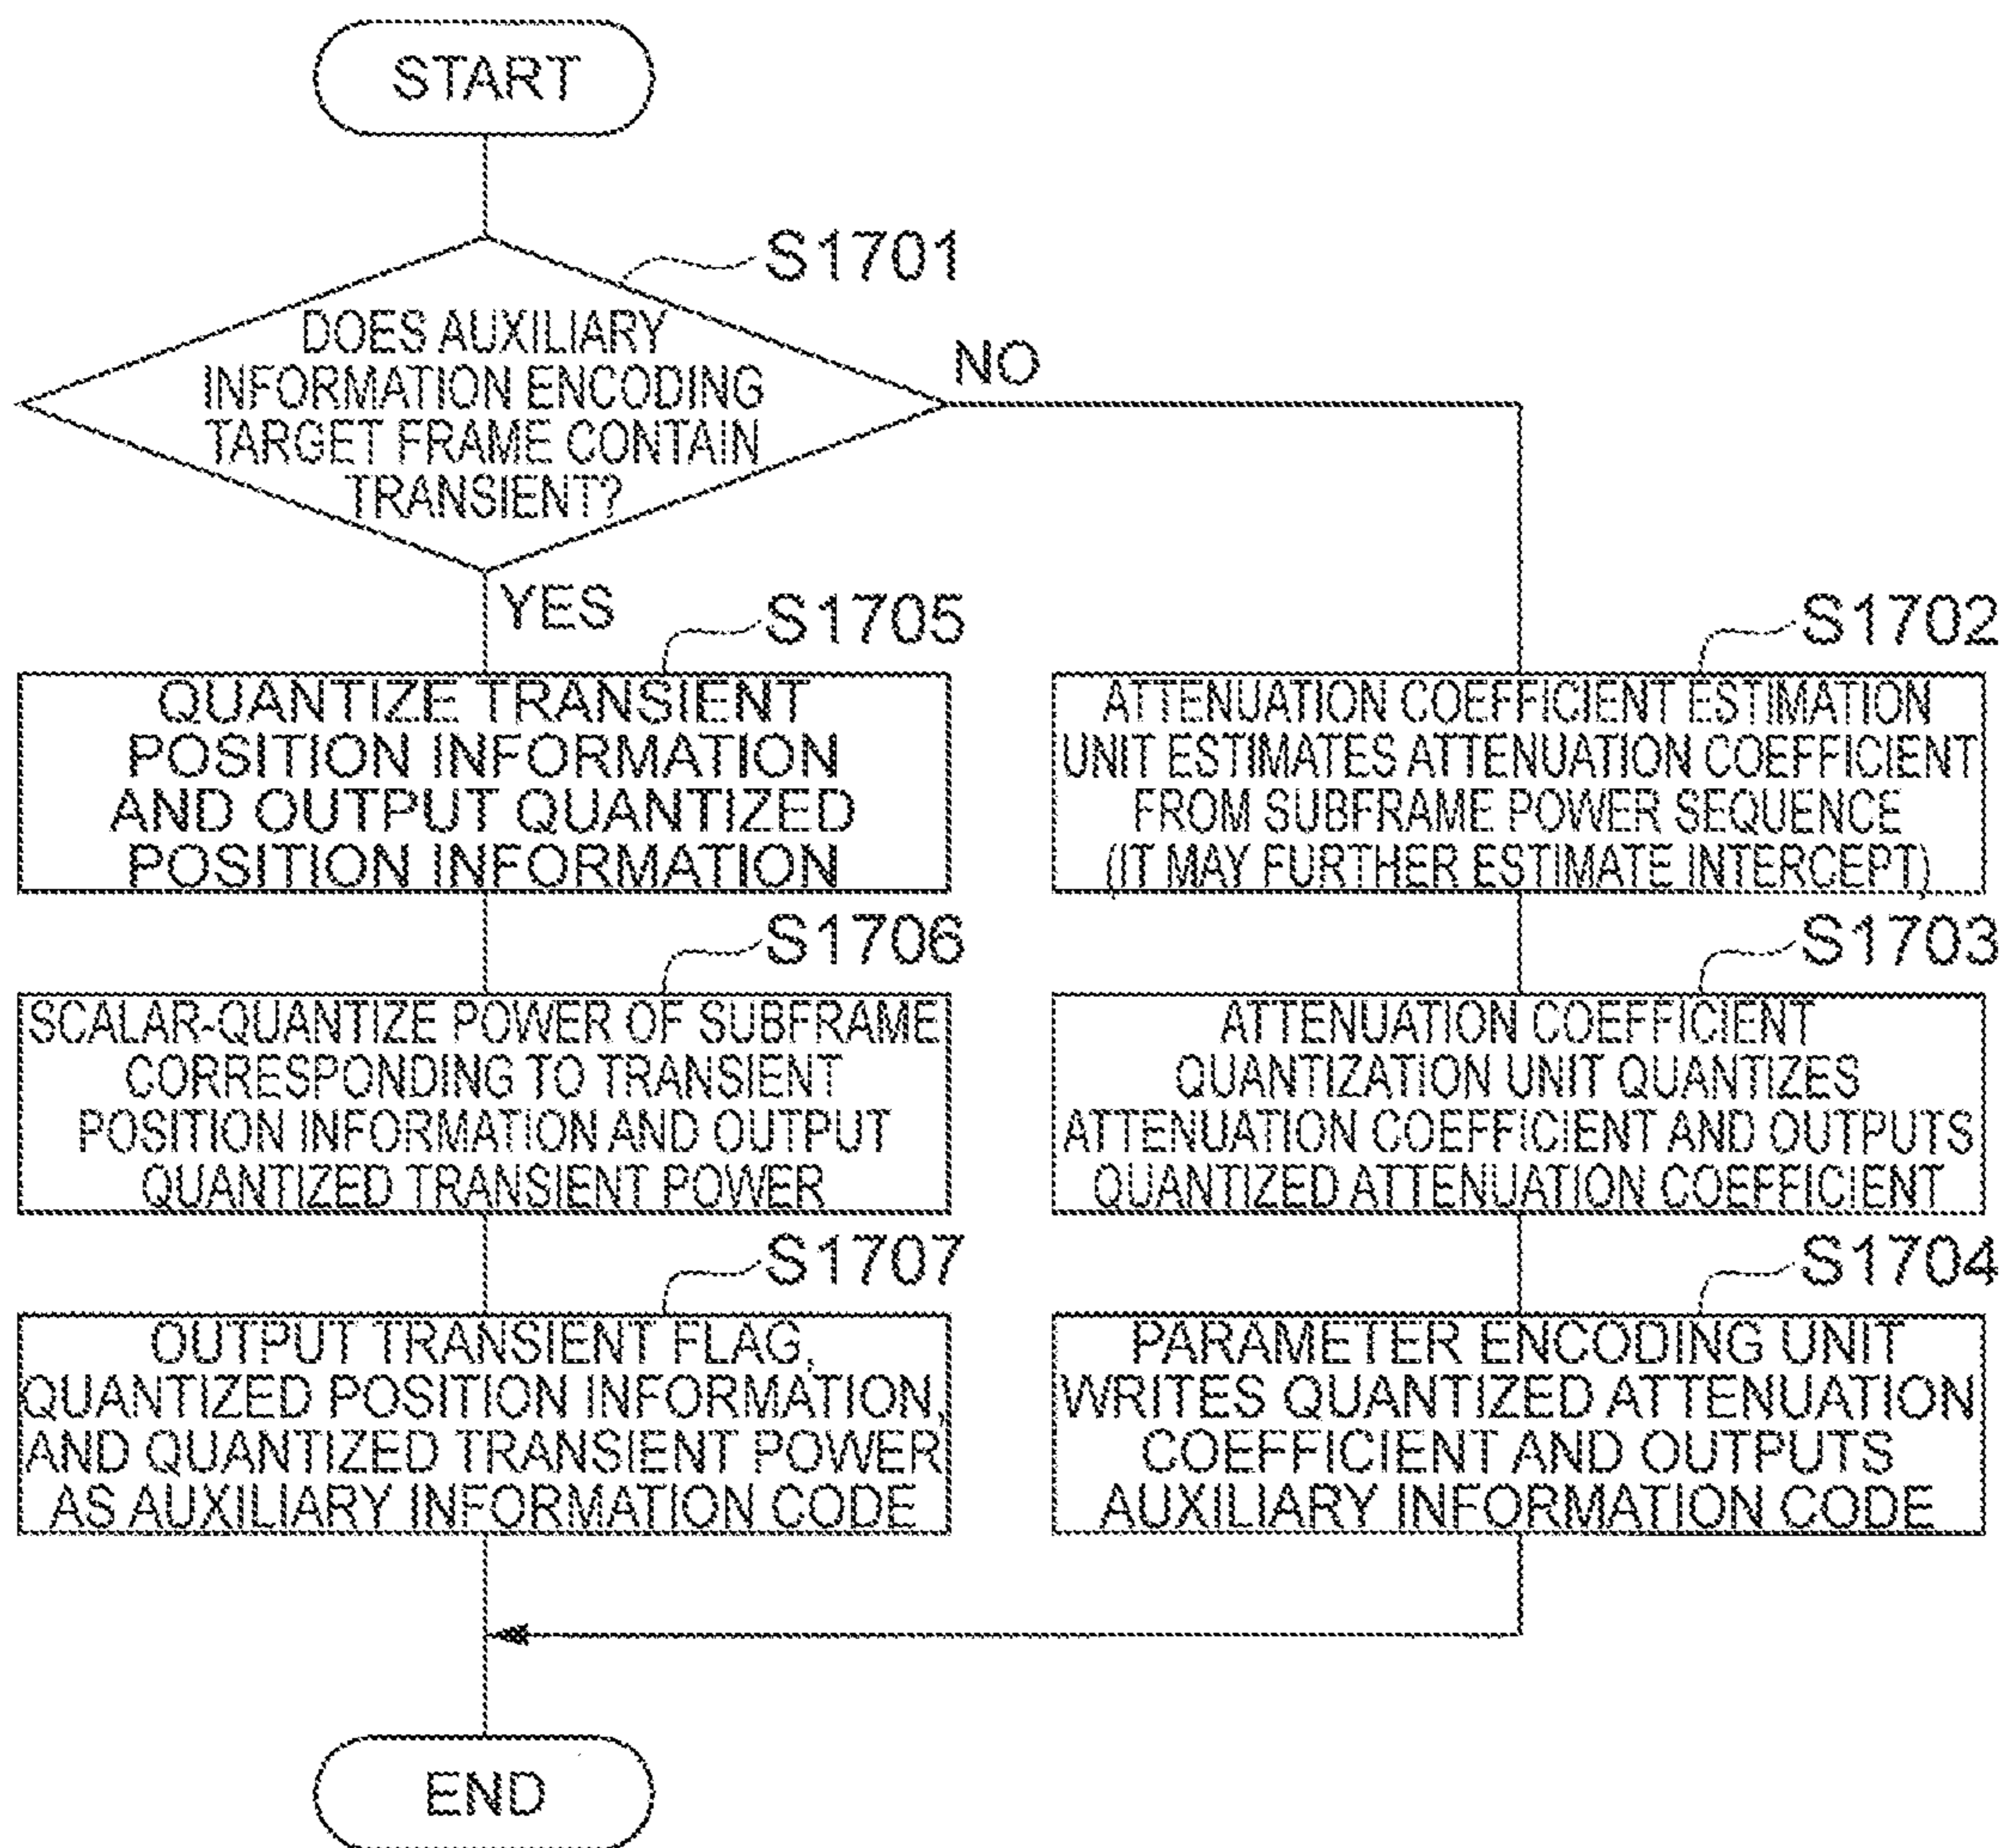 START
S1701
DOES AUXILIARY
INFORMATION ENCODING
TARGET FRAME CONTAIN
TRANSIENT?
NO
YES
S1705
QUANTIZE TRANSIENT
POSITION INFORMATION
AND OUTPUT QUANTIZED
POSITION INFORMATION
S1706
SCALAR-QUANTIZE POWER OF SUBFRAME
CORRESPONDING TO TRANSIENT
POSITION INFORMATION AND OUTPUT
QUANTIZED TRANSIENT POWER
S1707
OUTPUT TRANSIENT FLAG,
QUANTIZED POSITION INFORMATION,
AND QUANTIZED TRANSIENT POWER
AS AUXILIARY INFORMATION CODE
S1702
ATTENUATION COEFFICIENT ESTIMATION
UNIT ESTIMATES ATTENUATION COEFFICIENT
FROM SUBFRAME POWER SEQUENCE
(IT MAY FURTHER ESTIMATE INTERCEPT)
S1703
ATTENUATION COEFFICIENT
QUANTIZATION UNIT QUANTIZES
ATTENUATION COEFFICIENT AND OUTPUTS
QUANTIZED ATTENUATION COEFFICIENT
S1704
PARAMETER ENCODING UNIT
WRITES QUANTIZED ATTENUATION
COEFFICIENT AND OUTPUTS
AUXILIARY INFORMATION CODE
END